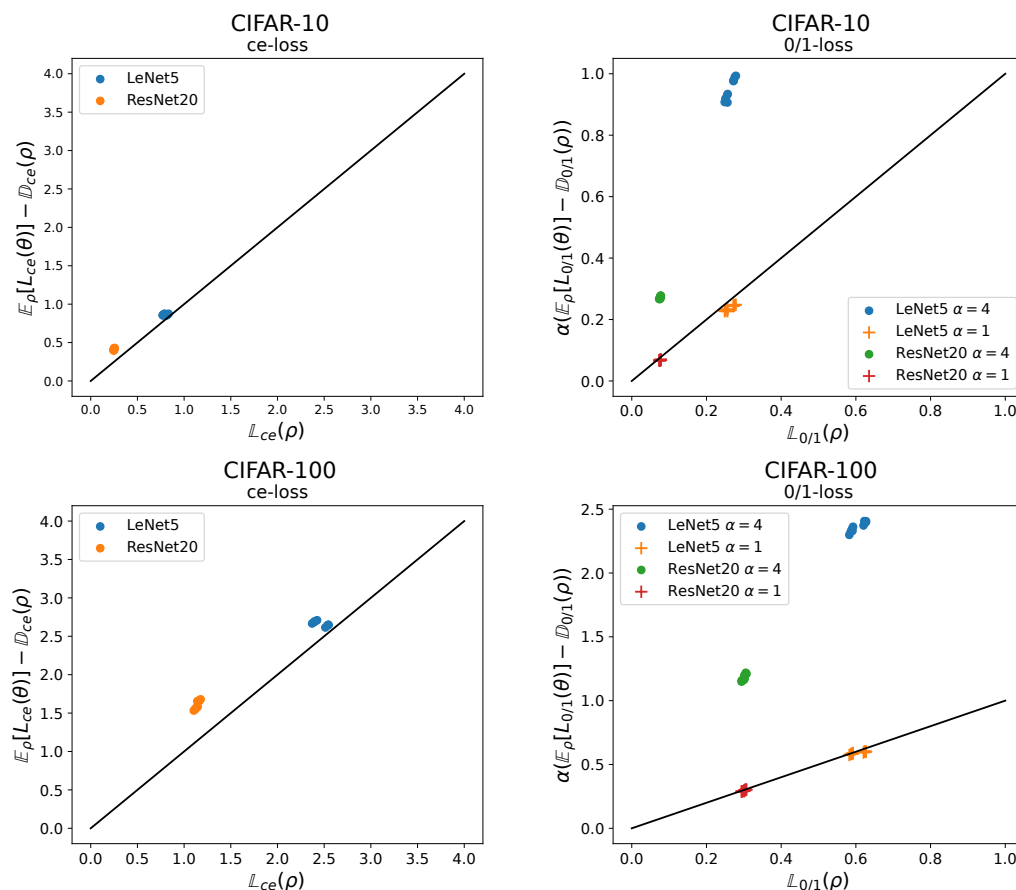 CIFAR-10
ce-loss
4.0
3.5
3.0
2.5
2.0
1.5
1.0
0.5
0.0
𝔼ρ[Lce(θ)] − 𝔻ce(ρ)
LeNet5
ResNet20
0.0 0.5 1.0 1.5 2.0 2.5 3.0 3.5 4.0
𝕃ce(ρ)
CIFAR-10
0/1-loss
1.0
0.8
0.6
0.4
0.2
0.0
α(𝔼ρ[L0/1(θ)] − 𝔻0/1(ρ))
LeNet5 α = 4
LeNet5 α = 1
ResNet20 α = 4
ResNet20 α = 1
0.0 0.2 0.4 0.6 0.8 1.0
𝕃0/1(ρ)
CIFAR-100
ce-loss
4.0
3.5
3.0
2.5
2.0
1.5
1.0
0.5
0.0
𝔼ρ[Lce(θ)] − 𝔻ce(ρ)
LeNet5
ResNet20
0.0 0.5 1.0 1.5 2.0 2.5 3.0 3.5 4.0
𝕃ce(ρ)
CIFAR-100
0/1-loss
2.5
2.0
1.5
1.0
0.5
0.0
α(𝔼ρ[L0/1(θ)] − 𝔻0/1(ρ))
LeNet5 α = 4
LeNet5 α = 1
ResNet20 α = 4
ResNet20 α = 1
0.0 0.2 0.4 0.6 0.8 1.0
𝕃0/1(ρ)